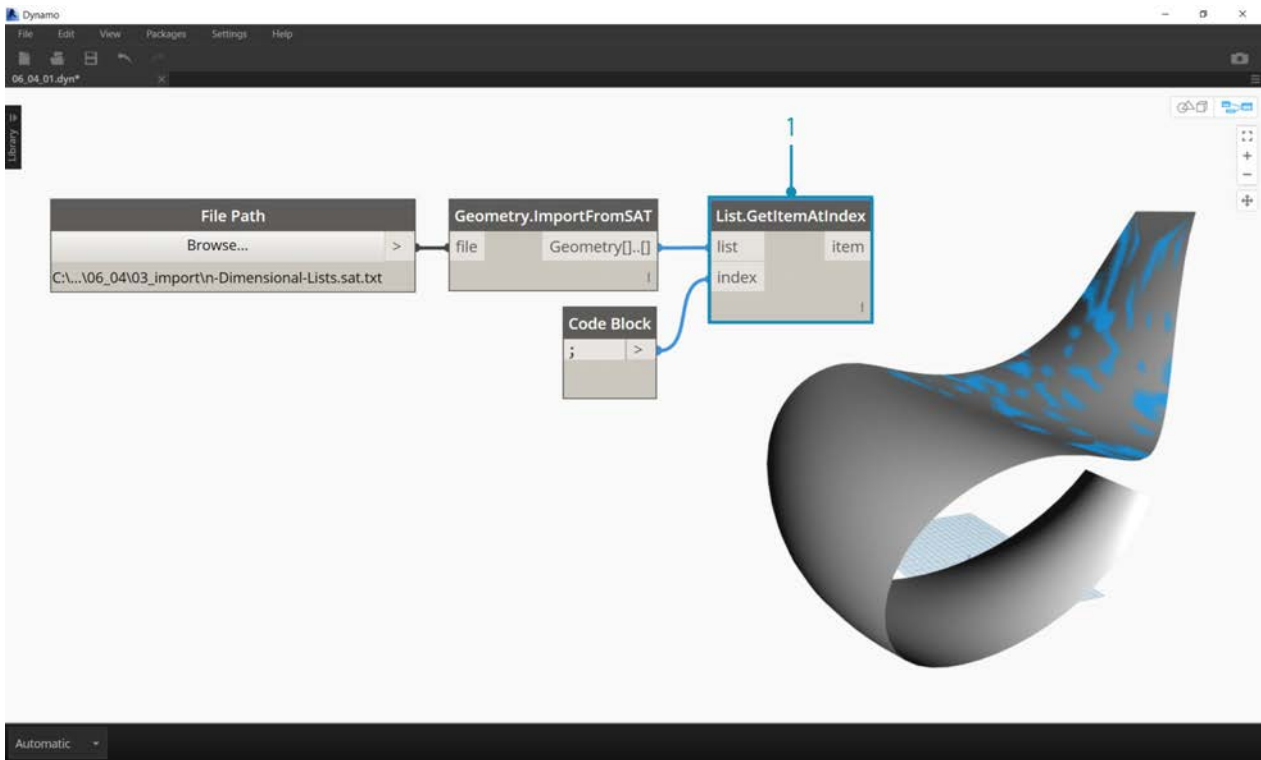 Dynamo
File Edit View Packages Settings Help
06_04_01.dyn*
Library
1
File Path
Browse... >
C:\...\06_04\03_import\n-Dimensional-Lists.sat.txt
Geometry.ImportFromSAT
file Geometry[]..[]
List.GetItemAtIndex
list item
index
Code Block
; >
Automatic